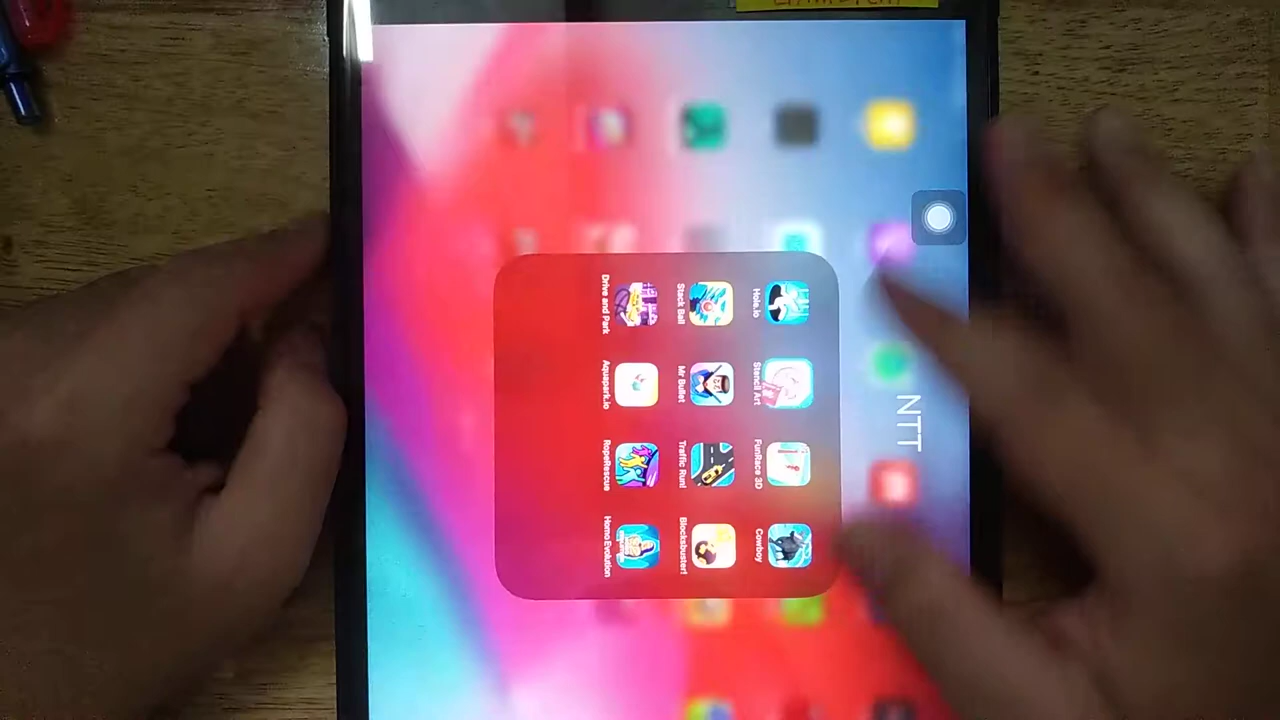 NTT
Hole.io
Stencil Art
FunRace 3D
Cowboy
Stack Ball
Mr Bullet
Traffic Run!
Blocksbuster!
Drive and Park
Aquapark.io
RopeRescue
Homo Evolution